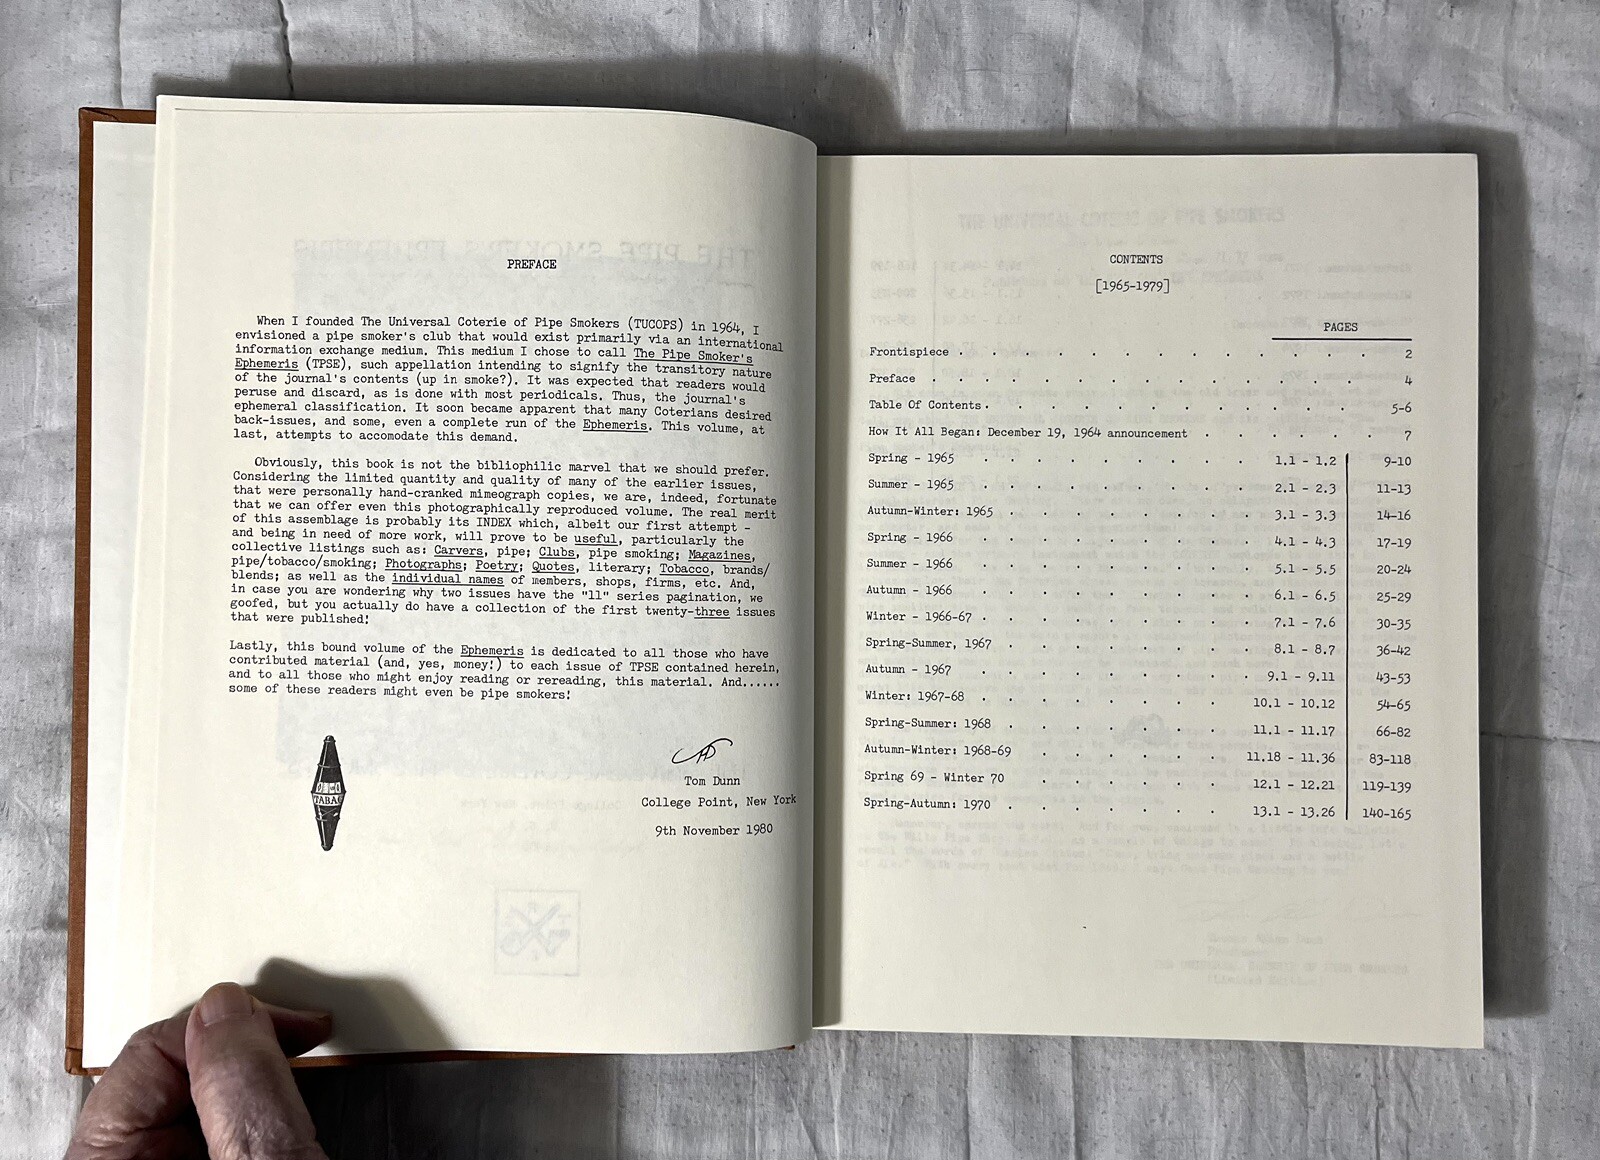 PREFACE
When I founded The Universal Coterie of Pipe Smokers (TUCOPS) in 1964, I
envisioned a pipe smoker's club that would exist primarily via an international
information exchange medium. This medium I chose to call The Pipe Smoker's
Ephemeris (TPSE), such appellation intending to signify the transitory nature
of the journal's contents (up in smoke?). It was expected that readers would
peruse and discard, as is done with most periodicals. Thus, the journal's
ephemeral classification. It soon became apparent that many Coterians desired
back-issues, and some, even a complete run of the Ephemeris. This volume, at
last, attempts to accomodate this demand.
Obviously, this book is not the bibliophilic marvel that we should prefer.
Considering the limited quantity and quality of many of the earlier issues,
that were personally hand-cranked mimeograph copies, we are, indeed, fortunate
that we can offer even this photographically reproduced volume. The real merit
of this assemblage is probably its INDEX which, albeit our first attempt -
and being in need of more work, will prove to be useful, particularly the
collective listings such as: Carvers, pipe; Clubs, pipe smoking; Magazines,
pipe/tobacco/smoking; Photographs; Poetry; Quotes, literary; Tobacco, brands/
blends; as well as the individual names of members, shops, firms, etc. And,
in case you are wondering why two issues have the "11" series pagination, we
goofed, but you actually do have a collection of the first twenty-three issues
that were published!
Lastly, this bound volume of the Ephemeris is dedicated to all those who have
contributed material (and, yes, money!) to each issue of TPSE contained herein,
and to all those who might enjoy reading or rereading, this material. And......
some of these readers might even be pipe smokers!
TABAC
Tom Dunn
College Point, New York
9th November 1980
CONTENTS
[1965-1979]
PAGES
Frontispiece . . . . . . . . . . . . 2
Preface . . . . . . . . . . . . 4
Table Of Contents. . . . . . . . . . . 5-6
How It All Began: December 19, 1964 announcement . . . . . 7
Spring - 1965 . . . . . . . . 1.1 - 1.2 9-10
Summer - 1965 . . . . . . . . 2.1 - 2.3 11-13
Autumn-Winter: 1965 . . . . . . . . 3.1 - 3.3 14-16
Spring - 1966 . . . . . . . . 4.1 - 4.3 17-19
Summer - 1966 . . . . . . . . 5.1 - 5.5 20-24
Autumn - 1966 . . . . . . . . 6.1 - 6.5 25-29
Winter - 1966-67 . . . . . . . . 7.1 - 7.6 30-35
Spring-Summer, 1967 . . . . . . . . 8.1 - 8.7 36-42
Autumn - 1967 . . . . . . . . 9.1 - 9.11 43-53
Winter: 1967-68 . . . . . . . 10.1 - 10.12 54-65
Spring-Summer: 1968 . . . . . . . 11.1 - 11.17 66-82
Autumn-Winter: 1968-69 . . . . . . 11.18 - 11.36 83-118
Spring 69 - Winter 70 . . . . . . 12.1 - 12.21 119-139
Spring-Autumn: 1970 . . . . . . . 13.1 - 13.26 140-165